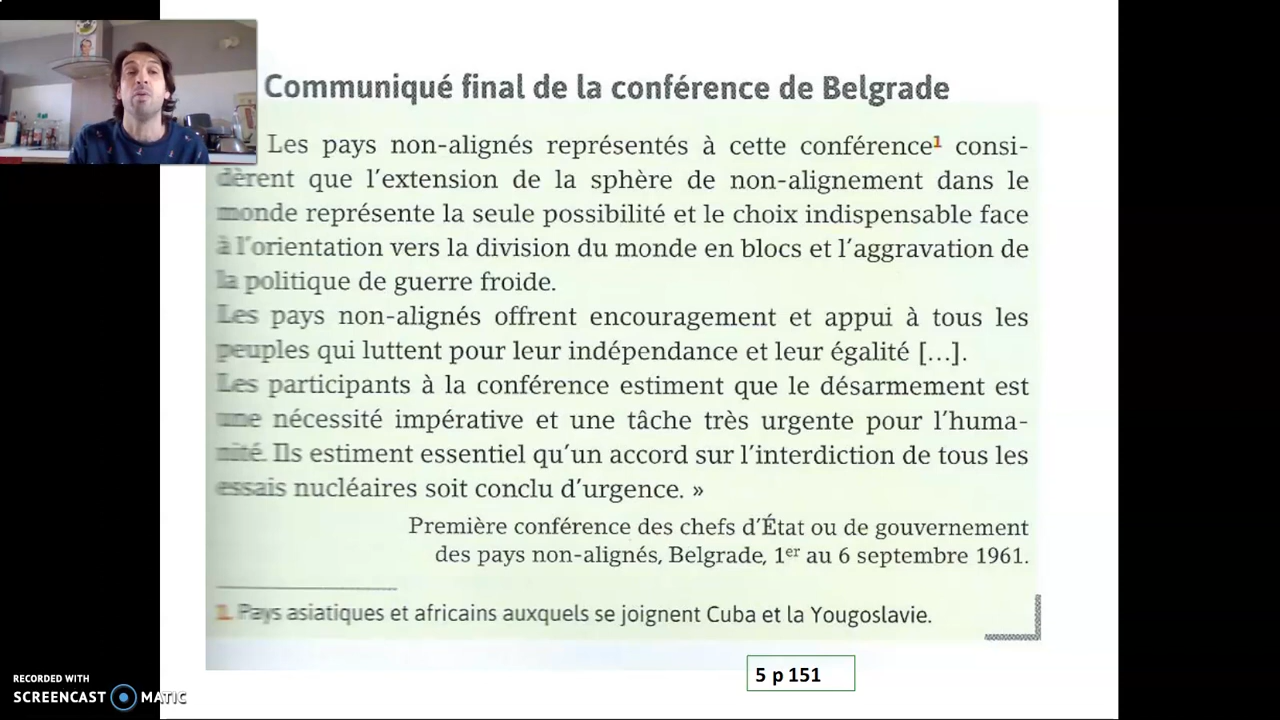 Communiqué final de la conférence de Belgrade
Les pays non-alignés représentés à cette conférence¹ consi-
dèrent que l’extension de la sphère de non-alignement dans le
monde représente la seule possibilité et le choix indispensable face
à l’orientation vers la division du monde en blocs et l’aggravation de
la politique de guerre froide.
Les pays non-alignés offrent encouragement et appui à tous les
peuples qui luttent pour leur indépendance et leur égalité [...].
Les participants à la conférence estiment que le désarmement est
une nécessité impérative et une tâche très urgente pour l’huma-
nité. Ils estiment essentiel qu’un accord sur l’interdiction de tous les
essais nucléaires soit conclu d’urgence. »
Première conférence des chefs d’État ou de gouvernement
des pays non-alignés, Belgrade, 1er au 6 septembre 1961.
1. Pays asiatiques et africains auxquels se joignent Cuba et la Yougoslavie.
5 p 151
RECORDED WITH
SCREENCAST MATIC